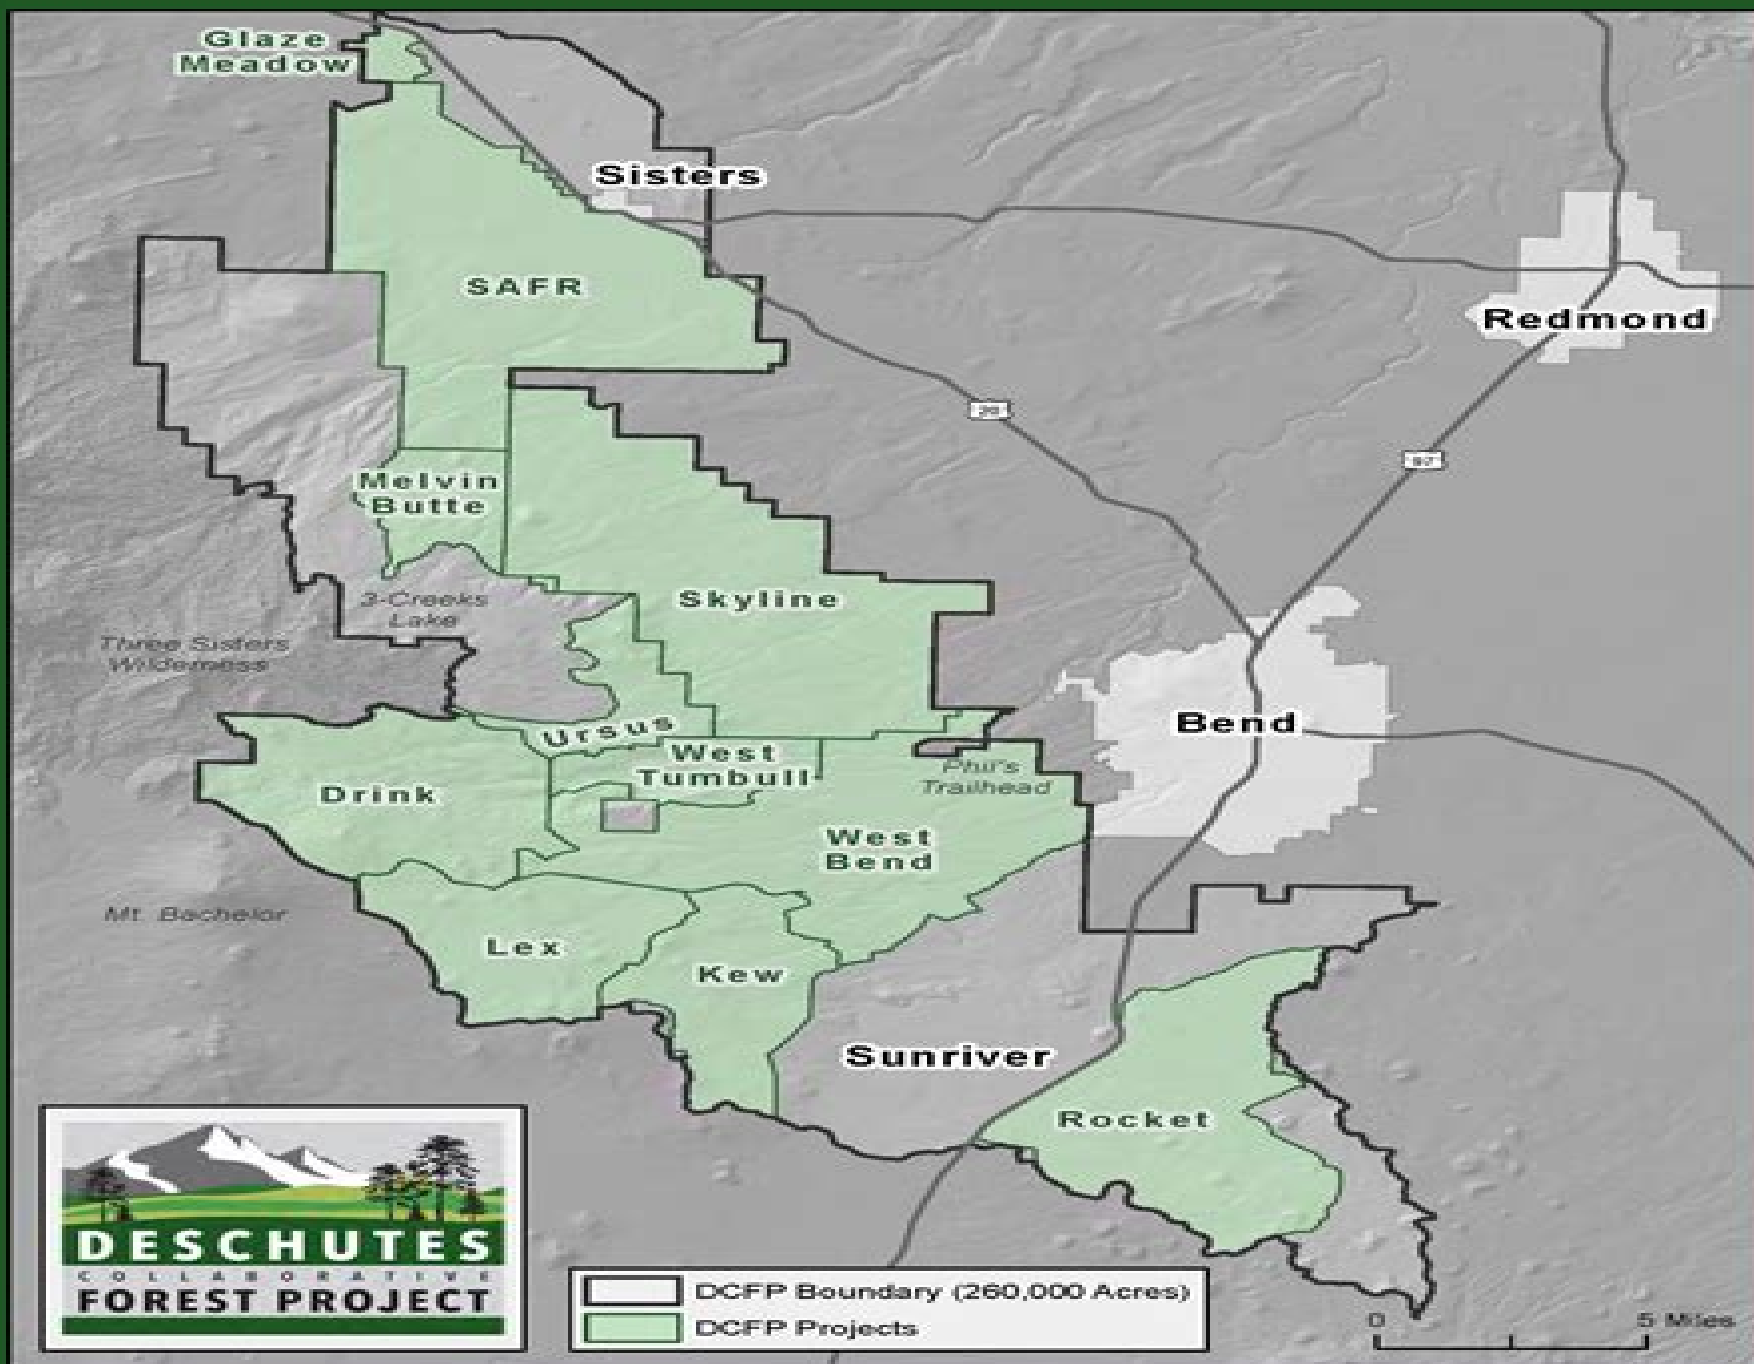 Glaze
Meadow
Sisters
SAFR
Redmond
20
97
Melvin
Butte
3-Creeks
Lake
Skyline
Three Sisters
Wilderness
Ursus
Bend
West
Tumbull
Phil's
Trailhead
Drink
West
Bend
Mt. Bachelor
Lex
Kew
Sunriver
Rocket
DESCHUTES
COLLABORATIVE
FOREST PROJECT
DCFP Boundary (260,000 Acres)
DCFP Projects
0 5 Miles